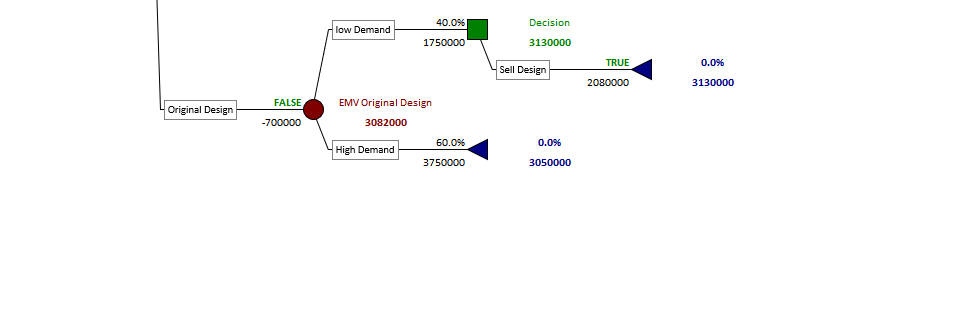 40.0% Decision
low Demand
1750000 3130000
TRUE 0.0%
Sell Design
2080000 3130000
FALSE EMV Original Design
Original Design
-700000 3082000
60.0% 0.0%
High Demand
3750000 3050000